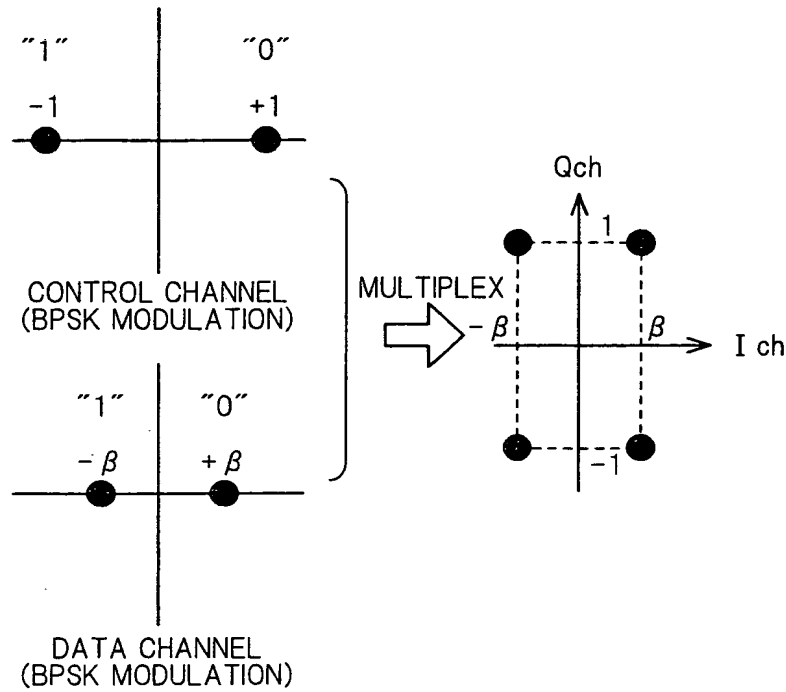 "1" "0"
-1 +1
CONTROL CHANNEL
(BPSK MODULATION)
"1" "0"
-β +β
DATA CHANNEL
(BPSK MODULATION)
MULTIPLEX
Qch
1
-β β
I ch
-1